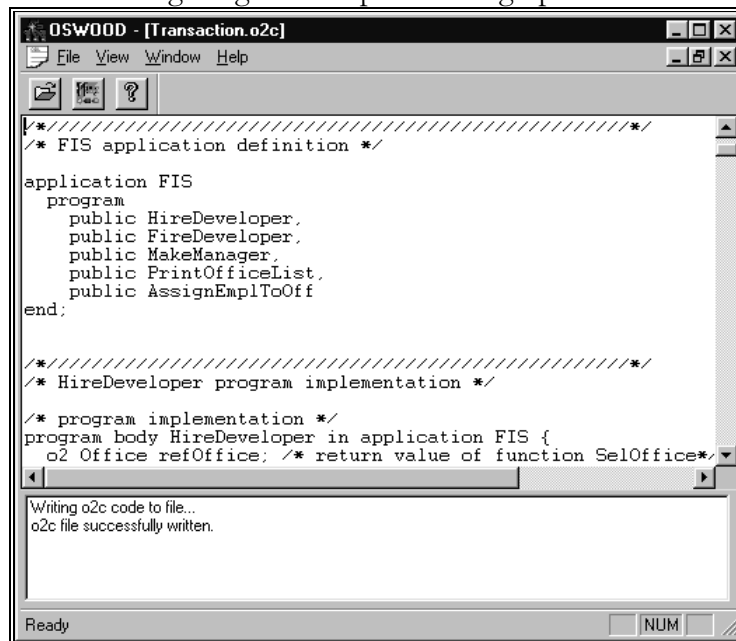 OSWOOD - [Transaction.o2c]
File View Window Help
/*////////////////////////////////////////////////////*/
/* FIS application definition */
application FIS
program
public HireDeveloper,
public FireDeveloper,
public MakeManager,
public PrintOfficeList,
public AssignEmplToOff
end;
/*////////////////////////////////////////////////////*/
/* HireDeveloper program implementation */
/* program implementation */
program body HireDeveloper in application FIS {
o2 Office refOffice; /* return value of function SelOffice*/
Writing o2c code to file...
o2c file successfully written.
Ready NUM